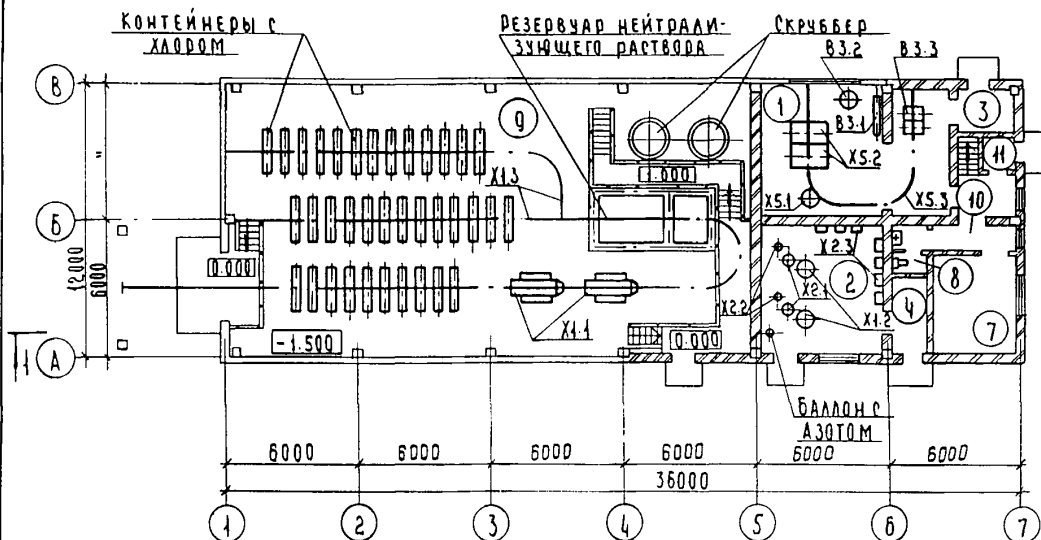 КОНТЕЙНЕРЫ С
ХЛОРОМ
РЕЗЕРВУАР НЕЙТРАЛИ-
ЗУЮЩЕГО РАСТВОРА
СКРУББЕР
В3.2
В3.3
В
9
1
3
В3.1
Х5.2
11
1.000
Х1.3
Х5.1
Х5.3
10
Б
12000
6000
"
0.000
Х2.3
2
8
Х2.1
Х2.2
4
Х1.1
Х1.2
7
-1.500
0.000
1
А
БАЛЛОН С
АЗОТОМ
6000
6000
6000
6000
6000
6000
36000
1
2
3
4
5
6
7